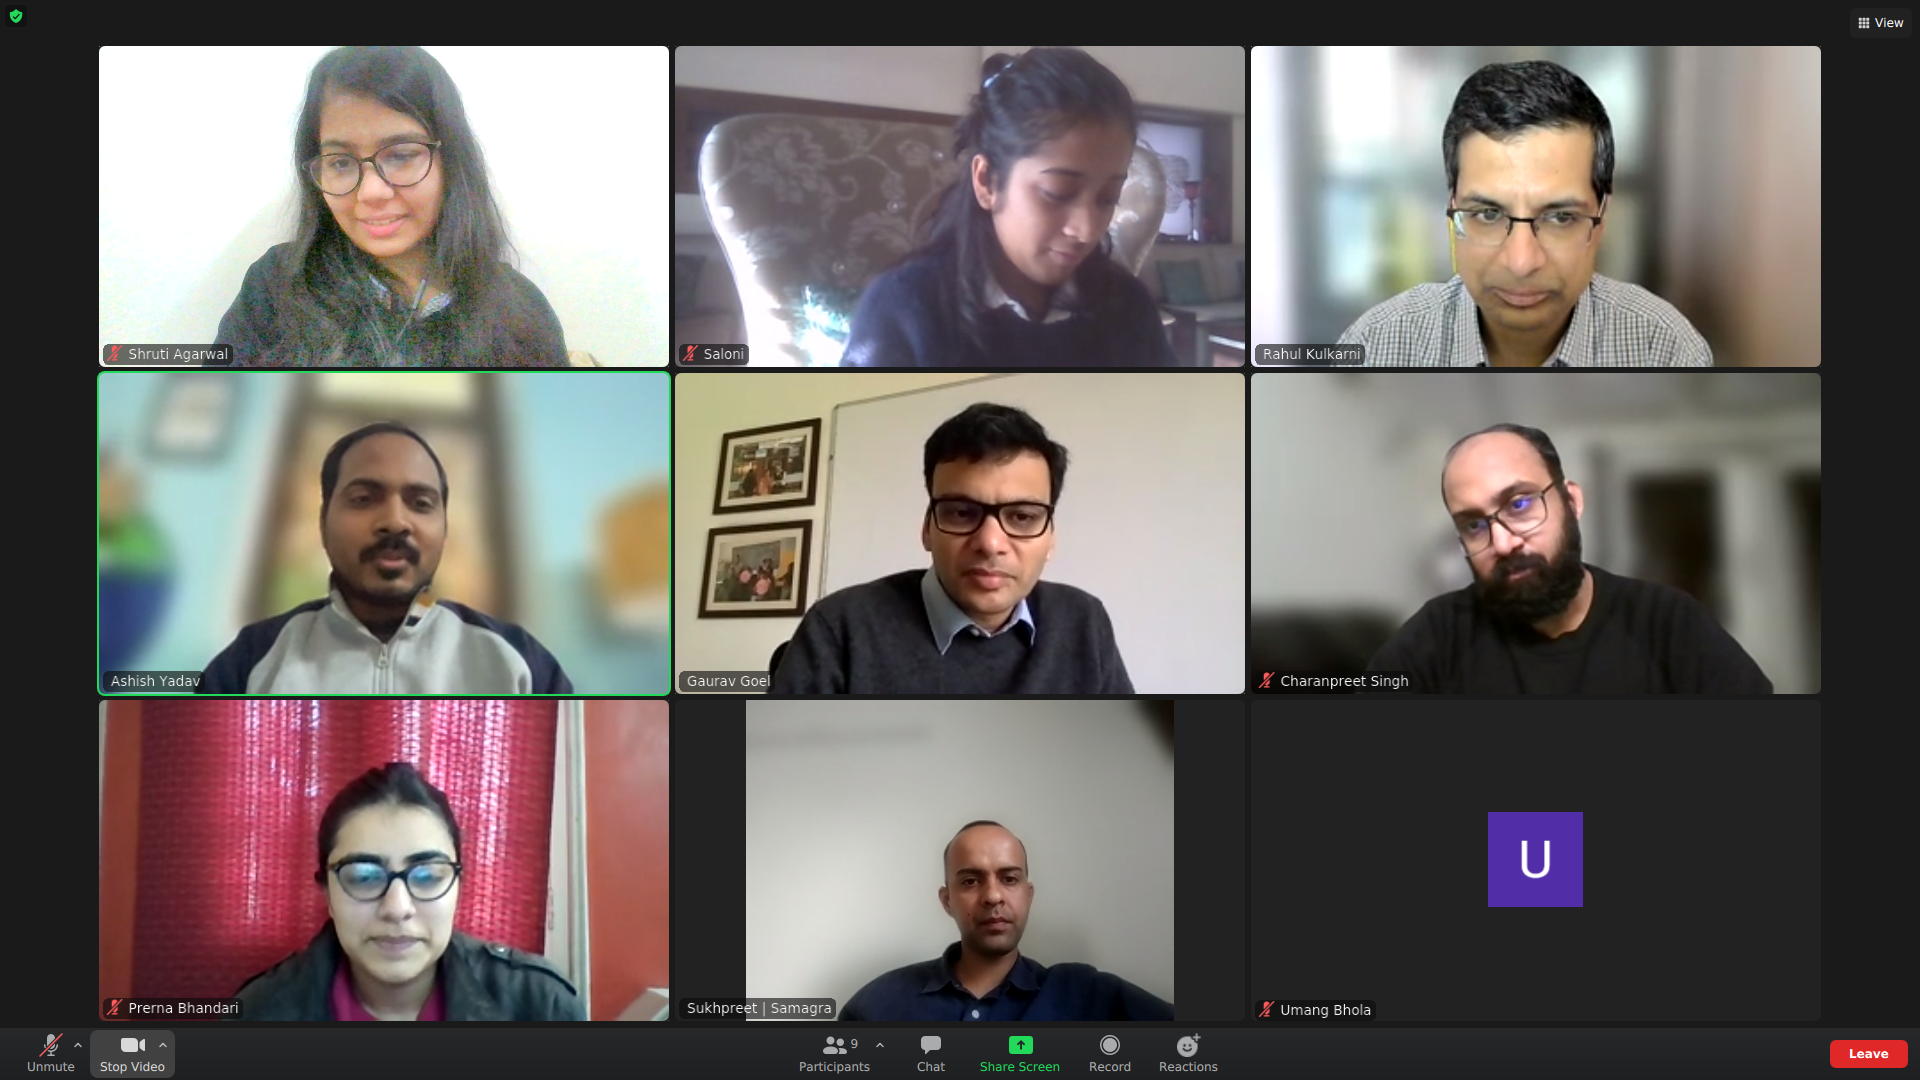 View
Shruti Agarwal
Saloni
Rahul Kulkarni
Ashish Yadav
Gaurav Goel
Charanpreet Singh
Prerna Bhandari
Sukhpreet | Samagra
U
Umang Bhola
Unmute
Stop Video
9
Participants
Chat
Share Screen
Record
Reactions
Leave